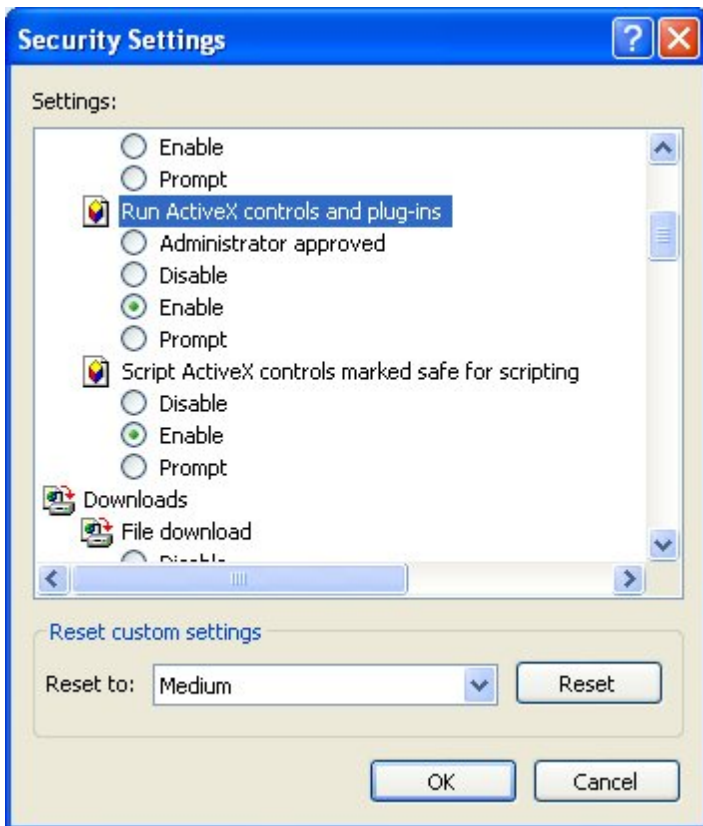 Security Settings
Settings:
Enable
Prompt
Run ActiveX controls and plug-ins
Administrator approved
Disable
Enable
Prompt
Script ActiveX controls marked safe for scripting
Disable
Enable
Prompt
Downloads
File download
Disable
Reset custom settings
Reset to: Medium Reset
OK Cancel